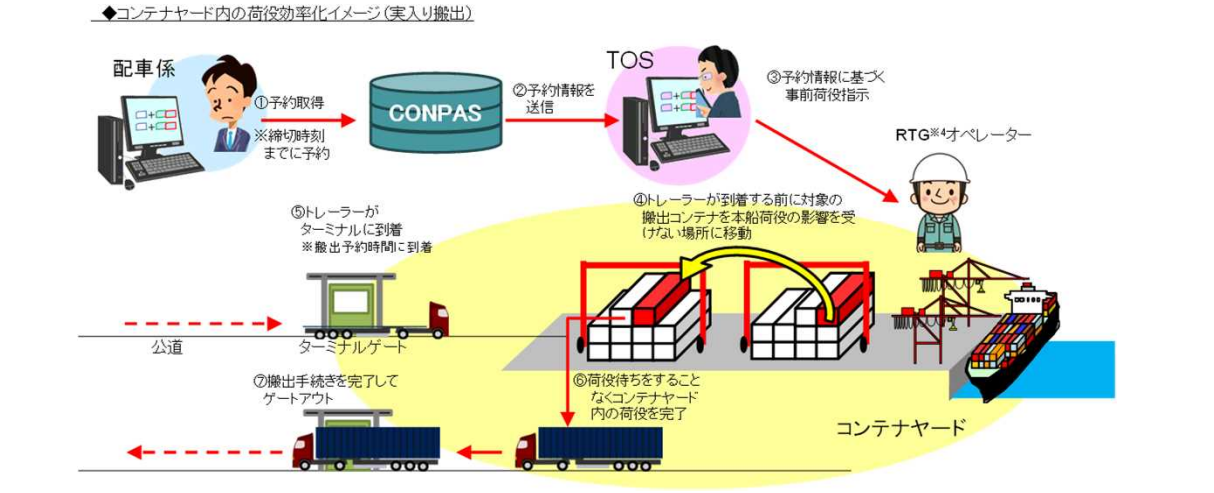 ◆コンテナヤード内の荷役効率化イメージ(実入り搬出)
配車係
①予約取得
※締切時刻
までに予約
CONPAS
②予約情報を
送信
TOS
③予約情報に基づく
事前荷役指示
RTG※4オペレーター
④トレーラーが到着する前に対象の
搬出コンテナを本船荷役の影響を受
けない場所に移動
⑤トレーラーが
ターミナルに到着
※搬出予約時間に到着
公道
ターミナルゲート
⑥荷役待ちをすること
なくコンテナヤード
内の荷役を完了
⑦搬出手続きを完了して
ゲートアウト
コンテナヤード